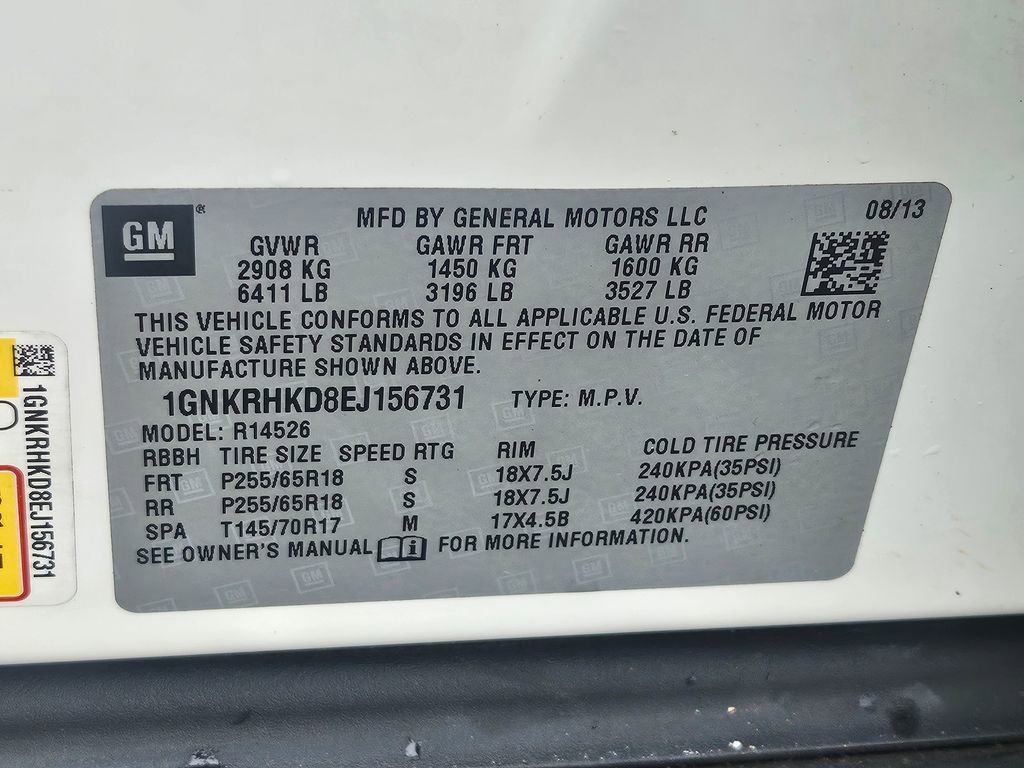 GM ®
MFD BY GENERAL MOTORS LLC 08/13
GVWR GAWR FRT GAWR RR
2908 KG 1450 KG 1600 KG
6411 LB 3196 LB 3527 LB
THIS VEHICLE CONFORMS TO ALL APPLICABLE U.S. FEDERAL MOTOR
VEHICLE SAFETY STANDARDS IN EFFECT ON THE DATE OF
MANUFACTURE SHOWN ABOVE.
1GNKRHKD8EJ156731 TYPE: M.P.V.
MODEL: R14526
RBBH TIRE SIZE SPEED RTG RIM COLD TIRE PRESSURE
FRT P255/65R18 S 18X7.5J 240KPA(35PSI)
RR P255/65R18 S 18X7.5J 240KPA(35PSI)
SPA T145/70R17 M 17X4.5B 420KPA(60PSI)
SEE OWNER'S MANUAL FOR MORE INFORMATION.
1GNKRHKD8EJ156731